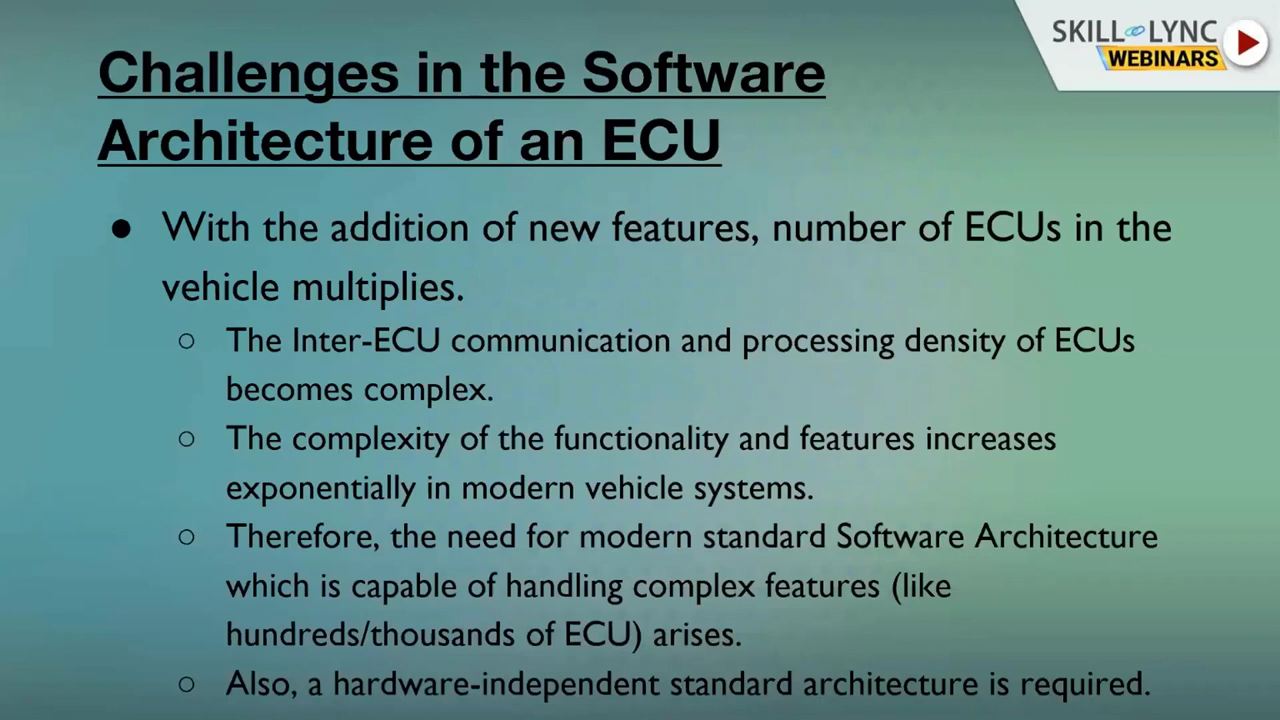 SKILL LYNC
WEBINARS
Challenges in the Software
Architecture of an ECU
● With the addition of new features, number of ECUs in the
vehicle multiplies.
○ The Inter-ECU communication and processing density of ECUs
becomes complex.
○ The complexity of the functionality and features increases
exponentially in modern vehicle systems.
○ Therefore, the need for modern standard Software Architecture
which is capable of handling complex features (like
hundreds/thousands of ECU) arises.
○ Also, a hardware-independent standard architecture is required.